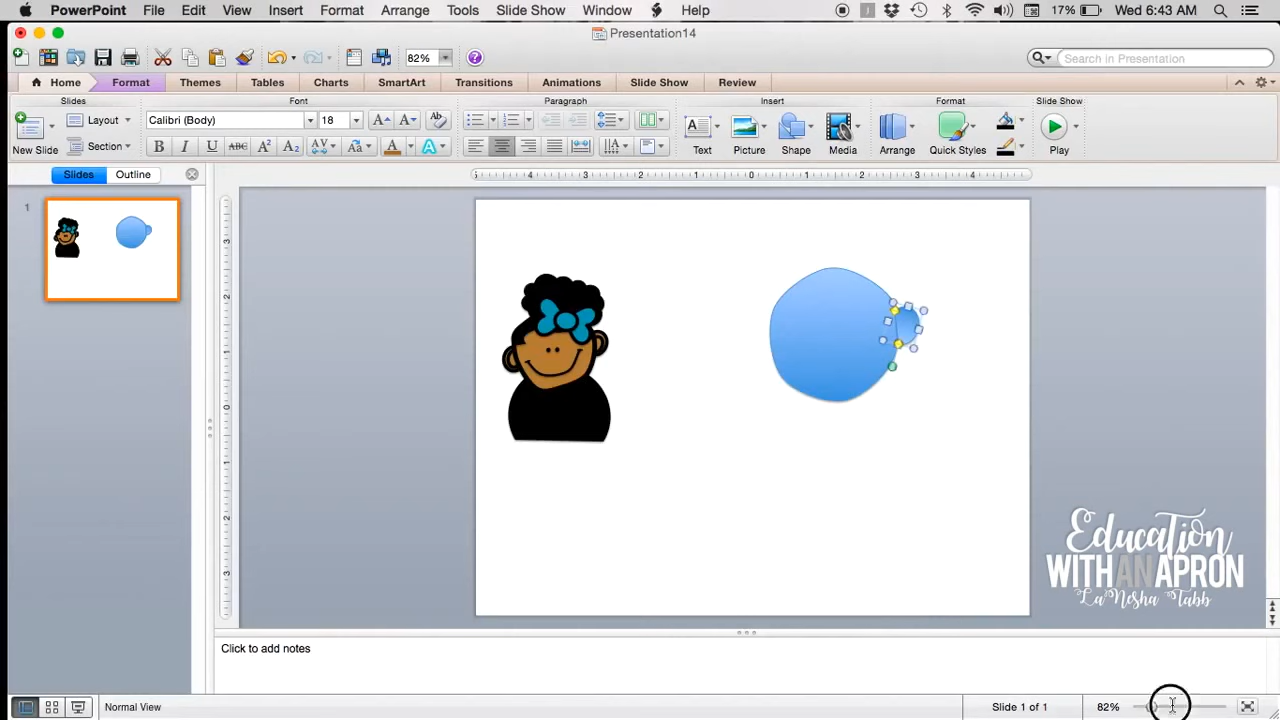 PowerPoint File Edit View Insert Format Arrange Tools Slide Show Window Help 17% Wed 6:43 AM
Presentation14
82% Search in Presentation
Home Format Themes Tables Charts SmartArt Transitions Animations Slide Show Review
Slides Font Paragraph Insert Format Slide Show
Layout Calibri (Body) 18
New Slide Section B I U ABC Text Picture Shape Media Arrange Quick Styles Play
Slides Outline
1
Education
WITH AN APRON
LaNesha Tabb
Click to add notes
Normal View Slide 1 of 1 82%